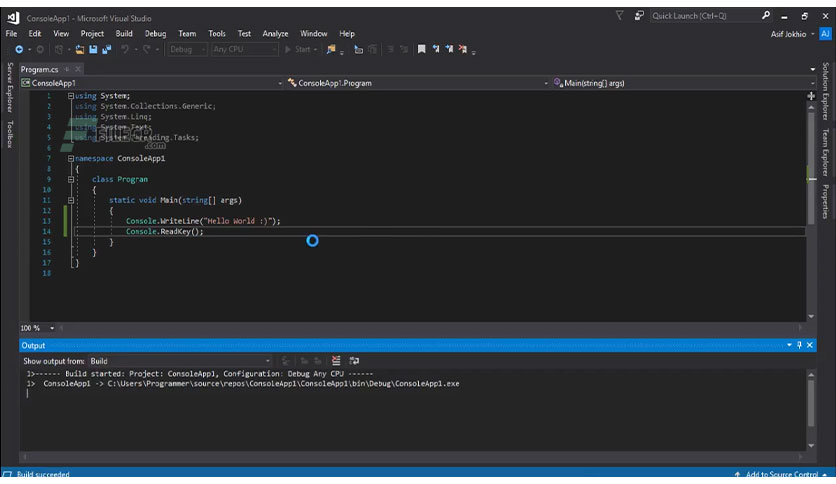 ConsoleApp1 - Microsoft Visual Studio
Quick Launch (Ctrl+Q)
File Edit View Project Build Debug Team Tools Test Analyze Window Help
Asif Jokhio AJ
Debug Any CPU Start
Server Explorer
Toolbox
Solution Explorer
Team Explorer
Properties
Program.cs
ConsoleApp1 ConsoleApp1.Program Main(string[] args)
1 using System;
2 using System.Collections.Generic;
3 using System.Linq;
4 using System.Text;
5 using System.Threading.Tasks;
6
7 namespace ConsoleApp1
8 {
9 class Program
10 {
11 static void Main(string[] args)
12 {
13 Console.WriteLine("Hello World :)");
14 Console.ReadKey();
15 }
16 }
17 }
18
100 %
Output
Show output from: Build
1>------ Build started: Project: ConsoleApp1, Configuration: Debug Any CPU ------
1> ConsoleApp1 -> C:\Users\Programmer\source\repos\ConsoleApp1\ConsoleApp1\bin\Debug\ConsoleApp1.exe
Build succeeded
Add to Source Control